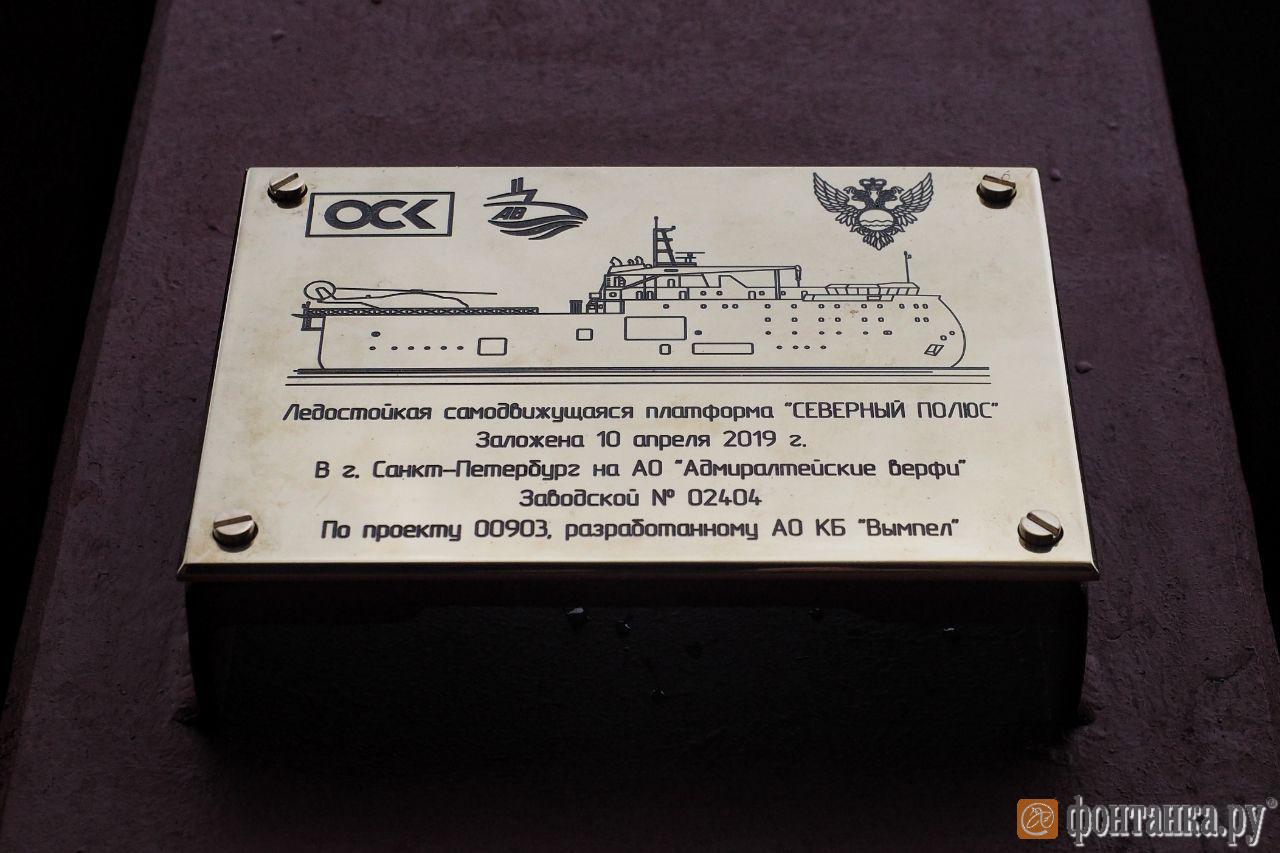 ОСК
АВ
Ледостойкая самодвижущаяся платформа "СЕВЕРНЫЙ ПОЛЮС"
Заложена 10 апреля 2019 г.
В г. Санкт-Петербург на АО "Адмиралтейские верфи"
Заводской № 02404
По проекту 00903, разработанному АО КБ "Вымпел"
фонтанка.ру®